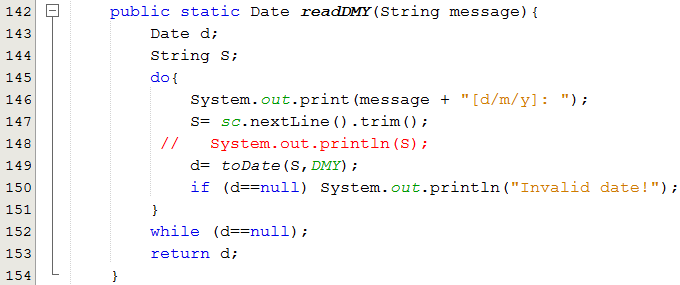 142 public static Date readDMY(String message){
143 Date d;
144 String S;
145 do{
146 System.out.print(message + "[d/m/y]: ");
147 S= sc.nextLine().trim();
148 //   System.out.println(S);
149 d= toDate(S,DMY);
150 if (d==null) System.out.println("Invalid date!");
151 }
152 while (d==null);
153 return d;
154 }